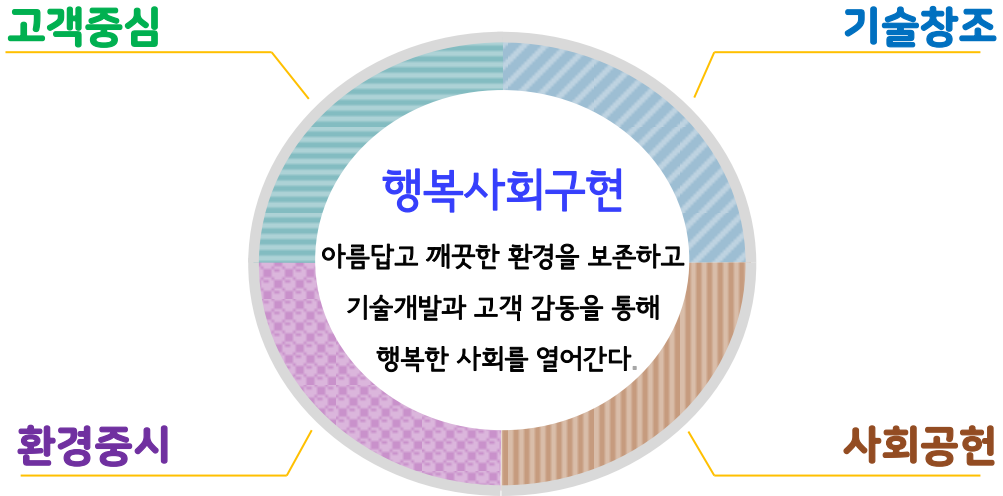 고객중심
기술창조
행복사회구현
아름답고 깨끗한 환경을 보존하고
기술개발과 고객 감동을 통해
행복한 사회를 열어간다.
환경중시
사회공헌